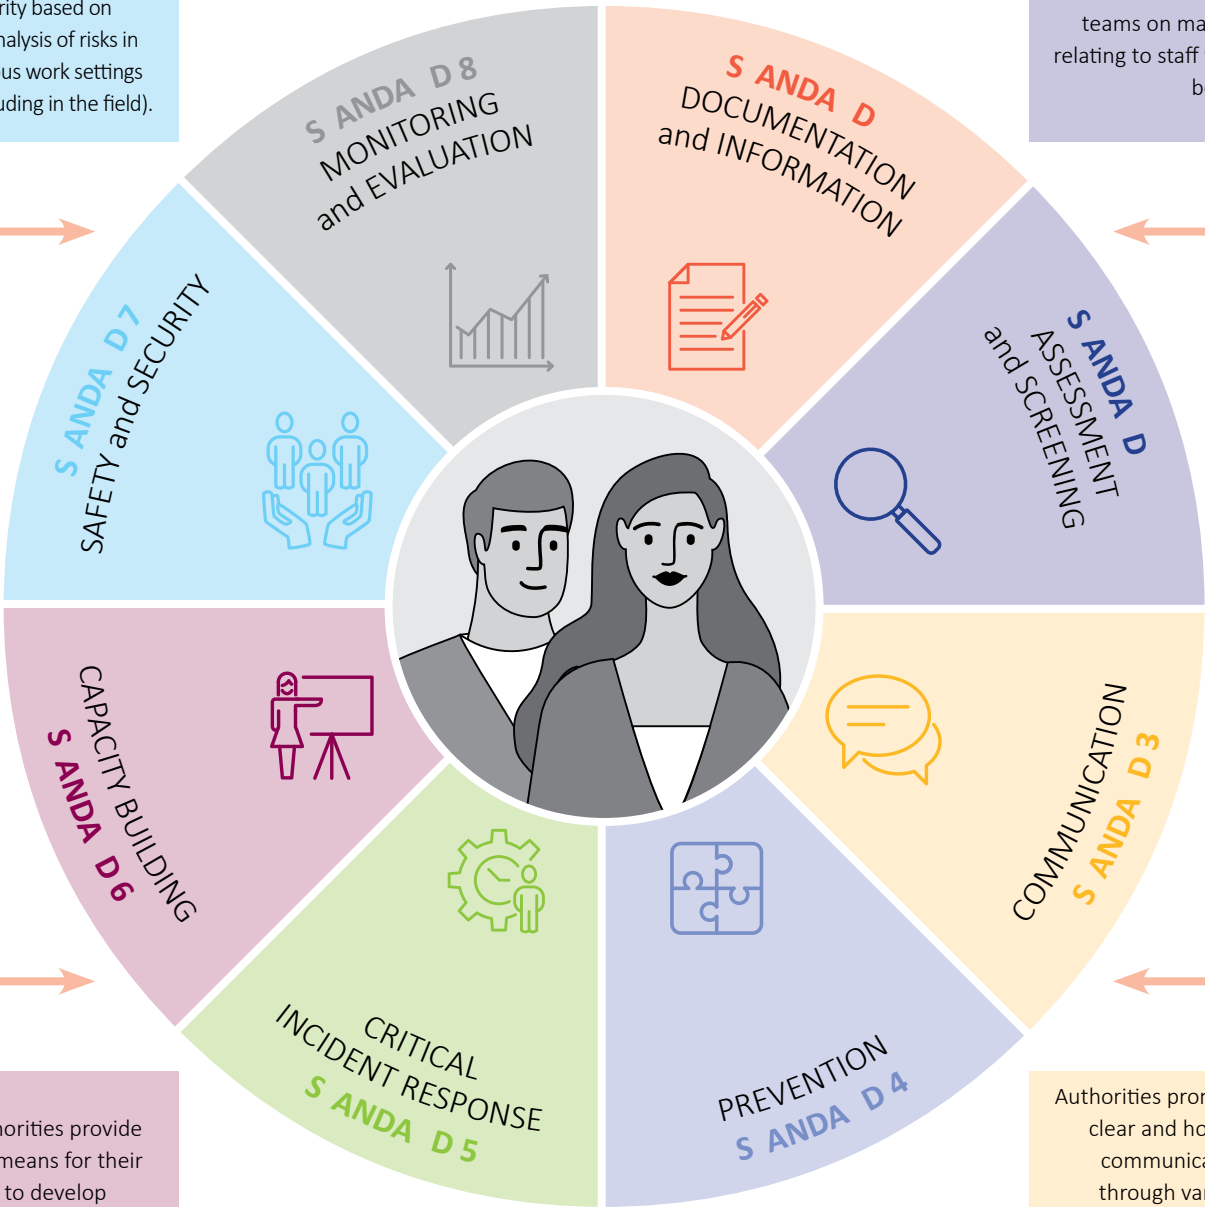 rity based on
nalysis of risks in
ous work settings
uding in the field).
teams on ma
relating to staff
b
S ANDA D 8
MONITORING
and EVALUATION
S ANDA D
DOCUMENTATION
and INFORMATION
S ANDA D
ASSESSMENT
and SCREENING
S ANDA D 7
SAFETY and SECURITY
COMMUNICATION
S ANDA D 3
CAPACITY BUILDING
S ANDA D 6
CRITICAL
INCIDENT RESPONSE
S ANDA D 5
PREVENTION
S ANDA D 4
horities provide
means for their
to develop
Authorities pro
clear and ho
communica
through va